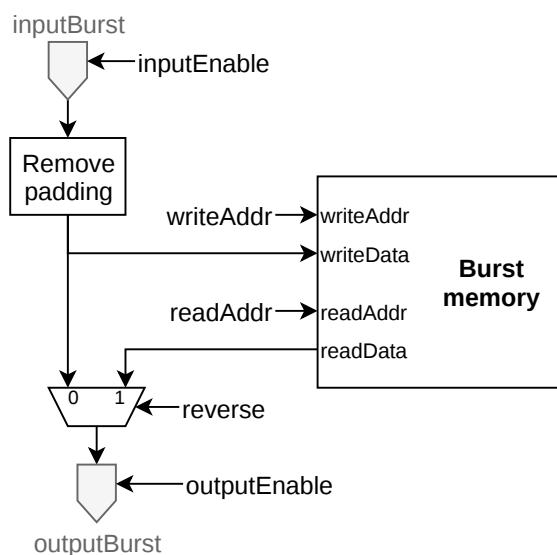 inputBurst
inputEnable
Remove
padding
writeAddr
writeAddr
writeData
Burst
memory
readAddr
readAddr
readData
0
1
reverse
outputEnable
outputBurst